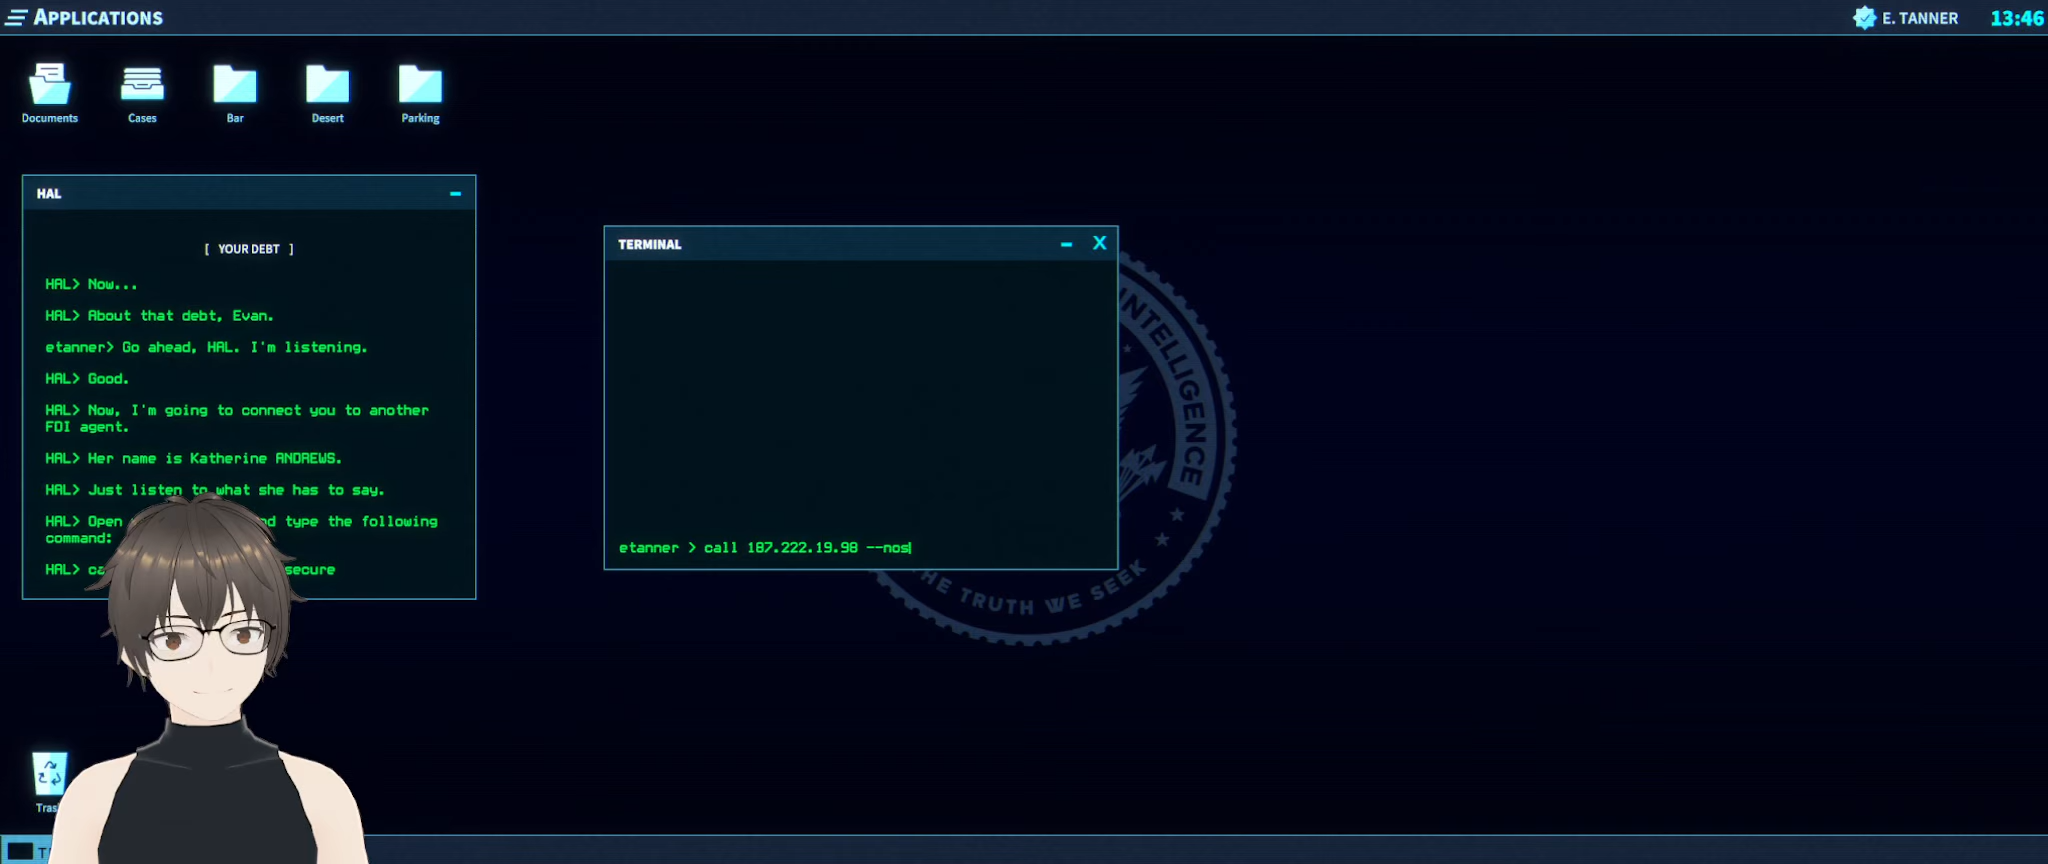 APPLICATIONS
E. TANNER
13:46
Documents
Cases
Bar
Desert
Parking
HAL
[ YOUR DEBT ]
HAL> Now...
HAL> About that debt, Evan.
etanner> Go ahead, HAL. I'm listening.
HAL> Good.
HAL> Now, I'm going to connect you to another
FDI agent.
HAL> Her name is Katherine ANDREWS.
HAL> Just listen to what she has to say.
HAL> Open type the following
command:
HAL> secure
TERMINAL
X
etanner > call 187.222.19.98 --nos
INTELLIGENCE
THE TRUTH WE SEEK